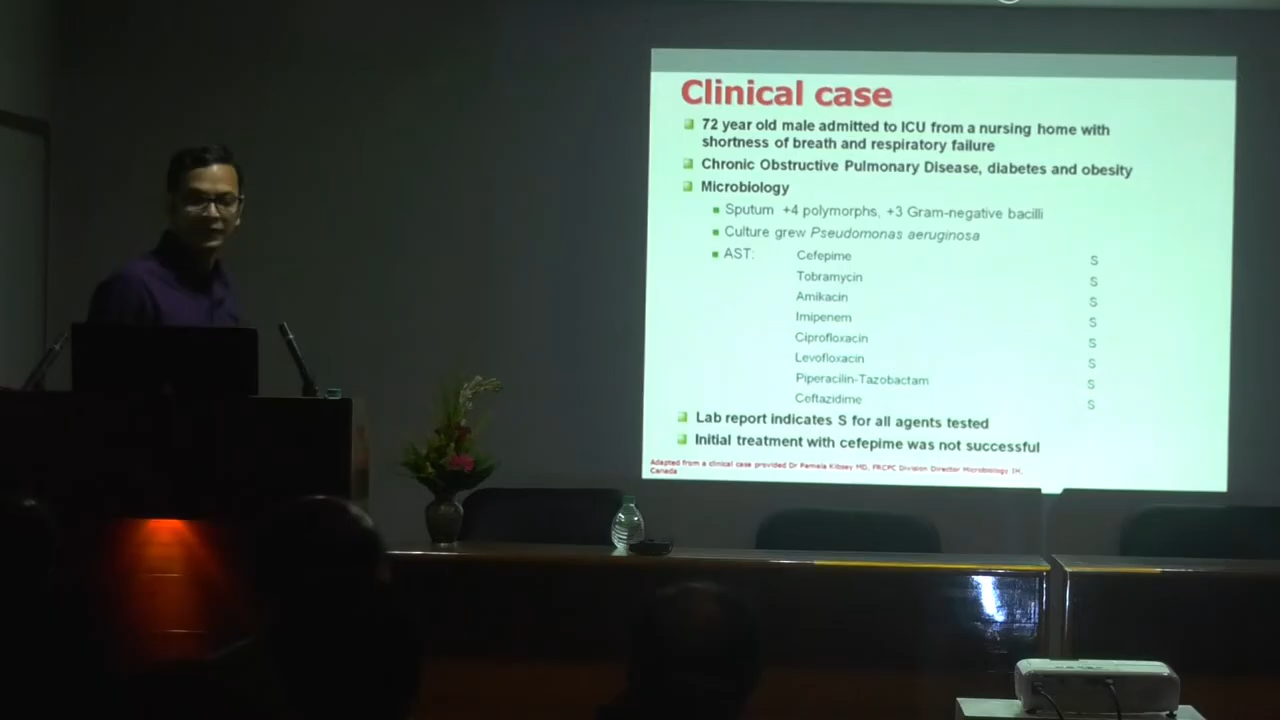 Clinical case
72 year old male admitted to ICU from a nursing home with
shortness of breath and respiratory failure
Chronic Obstructive Pulmonary Disease, diabetes and obesity
Microbiology
Sputum +4 polymorphs, +3 Gram-negative bacilli
Culture grew Pseudomonas aeruginosa
AST: Cefepime S
Tobramycin S
Amikacin S
Imipenem S
Ciprofloxacin S
Levofloxacin S
Piperacilin-Tazobactam S
Ceftazidime S
Lab report indicates S for all agents tested
Initial treatment with cefepime was not successful
Adapted from a clinical case provided Dr Pamela Kibsey MD, FRCPC Division Director Microbiology IH,
Canada